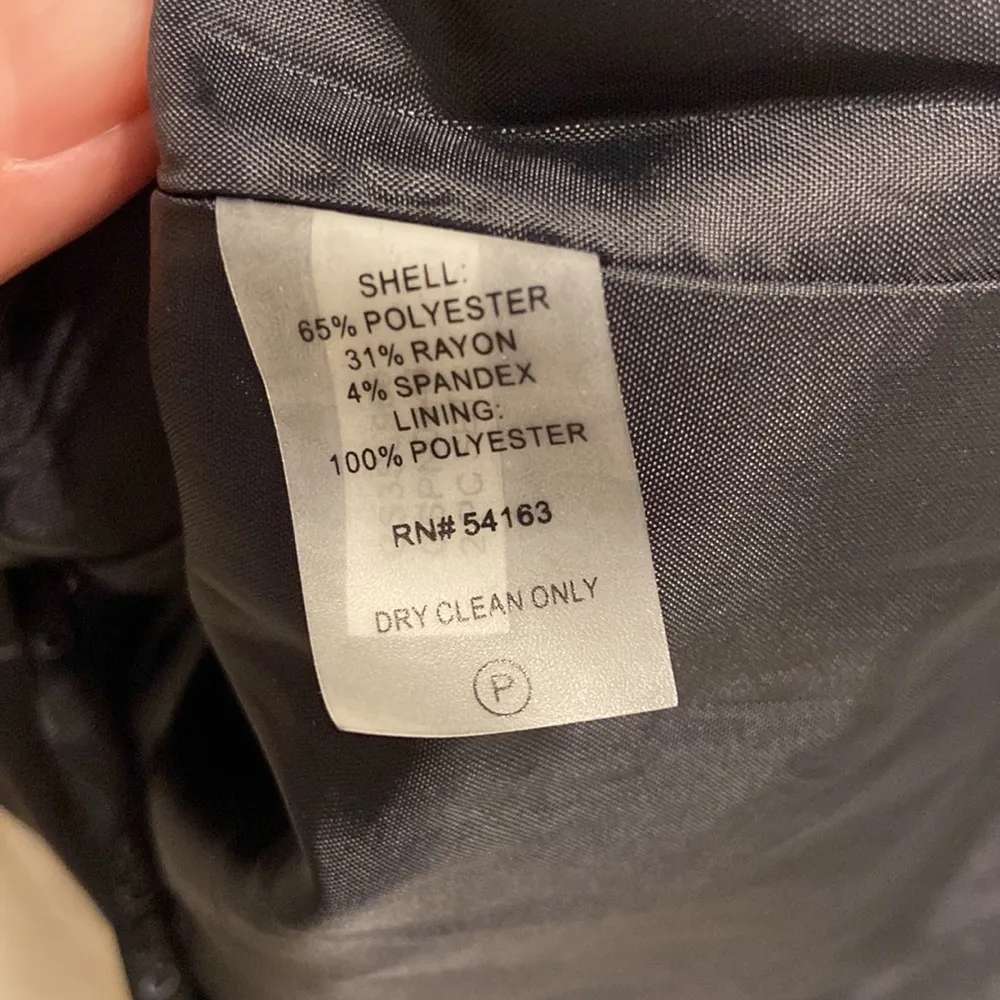 SHELL:
65% POLYESTER
31% RAYON
4% SPANDEX
LINING:
100% POLYESTER
RN# 54163
DRY CLEAN ONLY
P